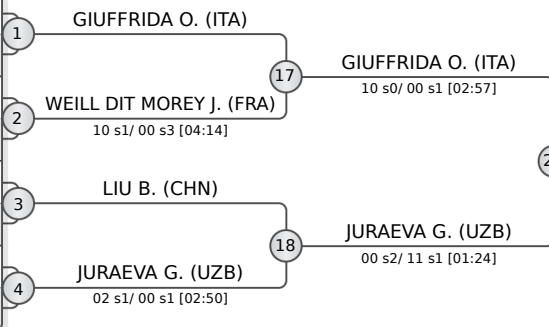 1
GIUFFRIDA O. (ITA)
17
GIUFFRIDA O. (ITA)
10 s0/ 00 s1 [02:57]
2
WEILL DIT MOREY J. (FRA)
10 s1/ 00 s3 [04:14]
3
LIU B. (CHN)
18
JURAEVA G. (UZB)
00 s2/ 11 s1 [01:24]
4
JURAEVA G. (UZB)
02 s1/ 00 s1 [02:50]